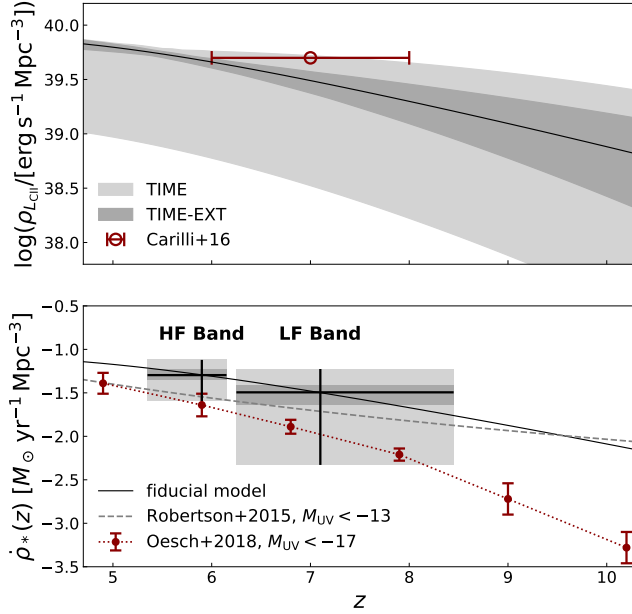 40.0
39.5
39.0
38.5
38.0
log(ρ_{L_{CII}}/[erg s⁻¹ Mpc⁻³])
TIME
TIME-EXT
Carilli+16
−0.5
−1.0
−1.5
−2.0
−2.5
−3.0
−3.5
ρ̇*(z) [M⊙ yr⁻¹ Mpc⁻³]
HF Band
LF Band
fiducial model
Robertson+2015, M_{UV} < −13
Oesch+2018, M_{UV} < −17
5
6
7
8
9
10
z